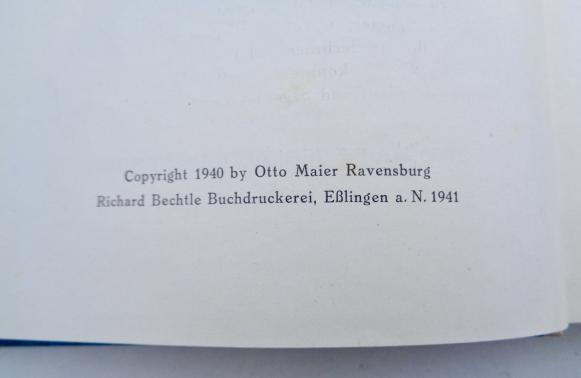 Copyright 1940 by Otto Maier Ravensburg
Richard Bechtle Buchdruckerei, Eßlingen a. N. 1941